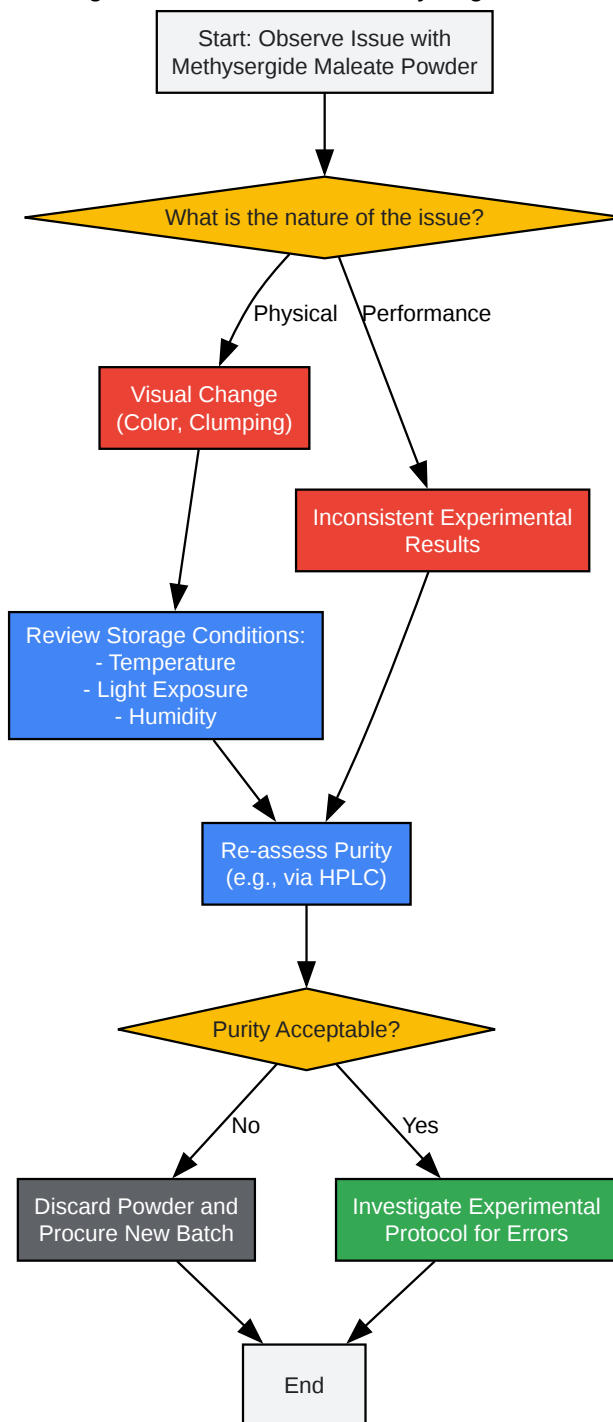 Start: Observe Issue with
Methysergide Maleate Powder
What is the nature of the issue?
Physical
Performance
Visual Change
(Color, Clumping)
Inconsistent Experimental
Results
Review Storage Conditions:
- Temperature
- Light Exposure
- Humidity
Re-assess Purity
(e.g., via HPLC)
Purity Acceptable?
No
Yes
Discard Powder and
Procure New Batch
Investigate Experimental
Protocol for Errors
End